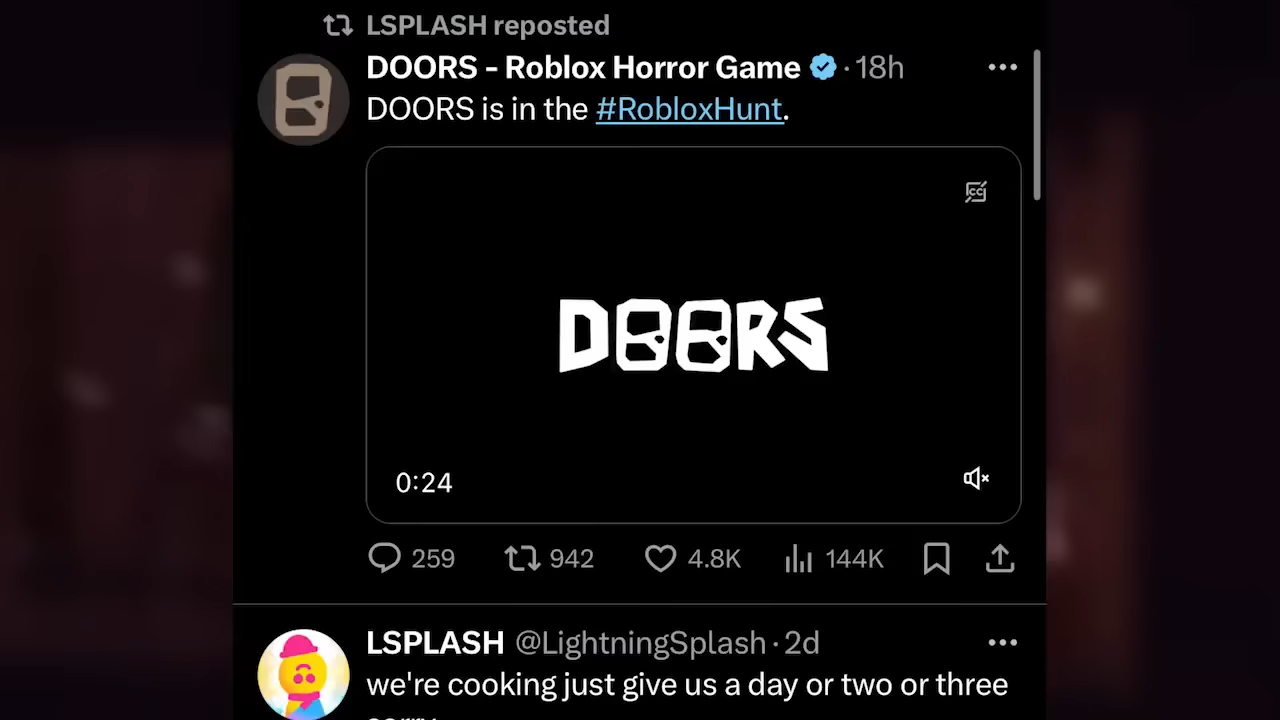 LSPLASH reposted
DOORS - Roblox Horror Game · 18h
DOORS is in the #RobloxHunt.
CC
DOORS
0:24
259 942 4.8K 144K
LSPLASH @LightningSplash · 2d
we're cooking just give us a day or two or three